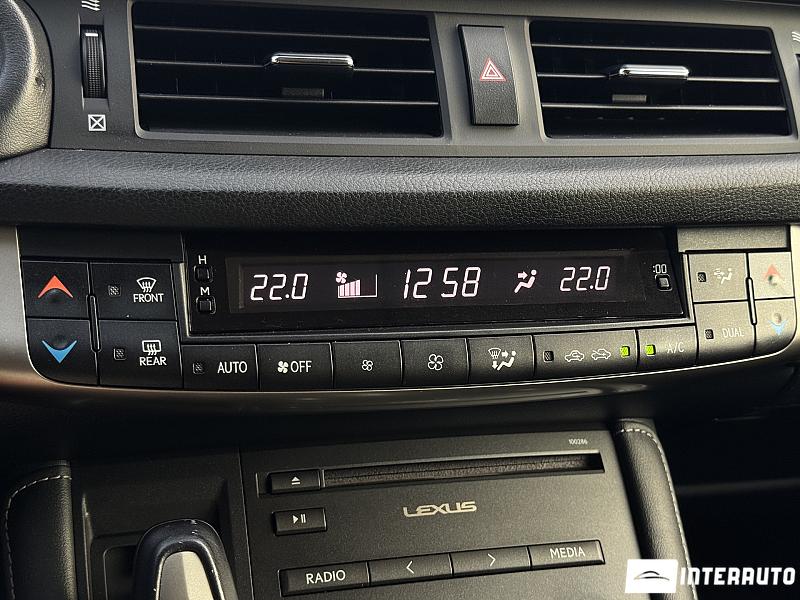 H
22.0
12 58
22.0
:00
M
FRONT
REAR
AUTO
OFF
A/C
DUAL
100286
LEXUS
RADIO
MEDIA
INTERAUTO